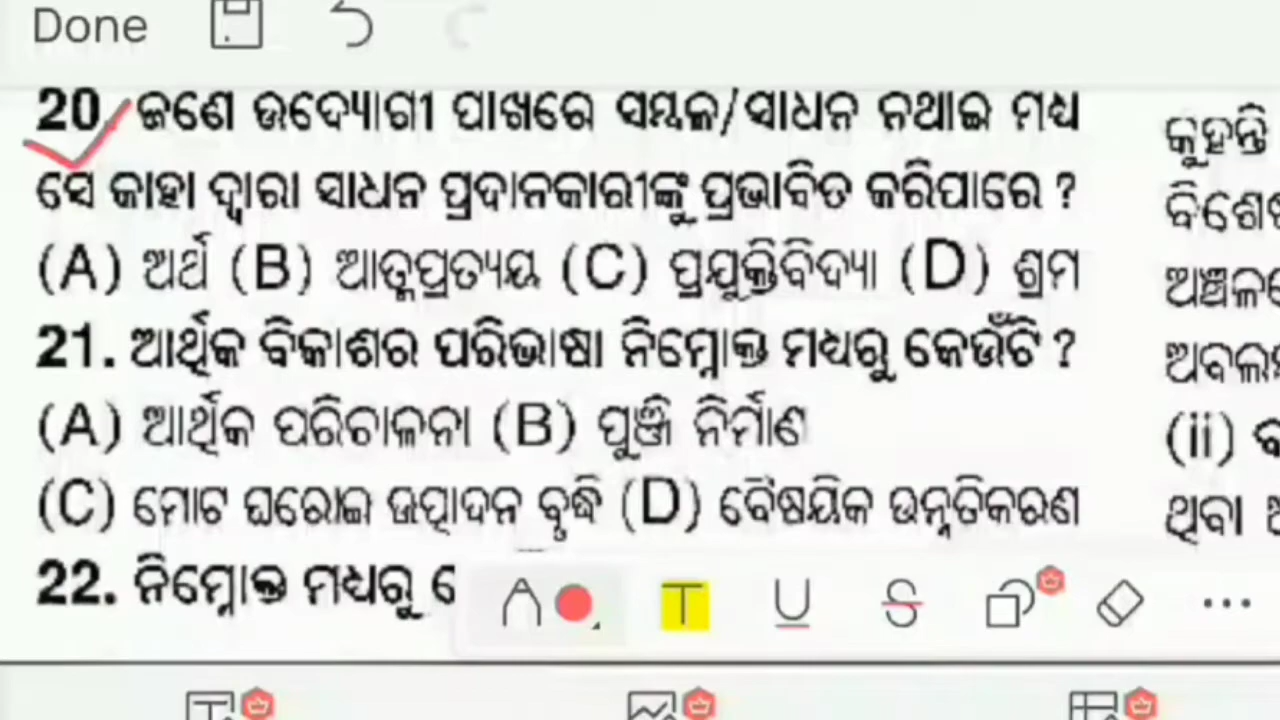 Done
20. ଜଣେ ଉଦ୍ୟୋଗୀ ପାଖରେ ସମ୍ବଳ/ସାଧନ ନଥାଇ ମଧ୍ୟ
ସେ କାହା ଦ୍ୱାରା ସାଧନ ପ୍ରଦାନକାରୀଙ୍କୁ ପ୍ରଭାବିତ କରିପାରେ ?
(A) ଅର୍ଥ (B) ଆତ୍ମପ୍ରତ୍ୟୟ (C) ପ୍ରଯୁକ୍ତିବିଦ୍ୟା (D) ଶ୍ରମ
21. ଆର୍ଥିକ ବିକାଶର ପରିଭାଷା ନିମ୍ନୋକ୍ତ ମଧ୍ୟରୁ କେଉଁଟି ?
(A) ଆର୍ଥିକ ପରିଚାଳନା (B) ପୁଞ୍ଜି ନିର୍ମାଣ
(C) ମୋଟ ଘରୋଇ ଉତ୍ପାଦନ ବୃଦ୍ଧି (D) ବୈଷୟିକ ଉନ୍ନତିକରଣ
22. ନିମ୍ନୋକ୍ତ ମଧ୍ୟରୁ
କୁହନ୍ତି
(ii)
ଥିବା